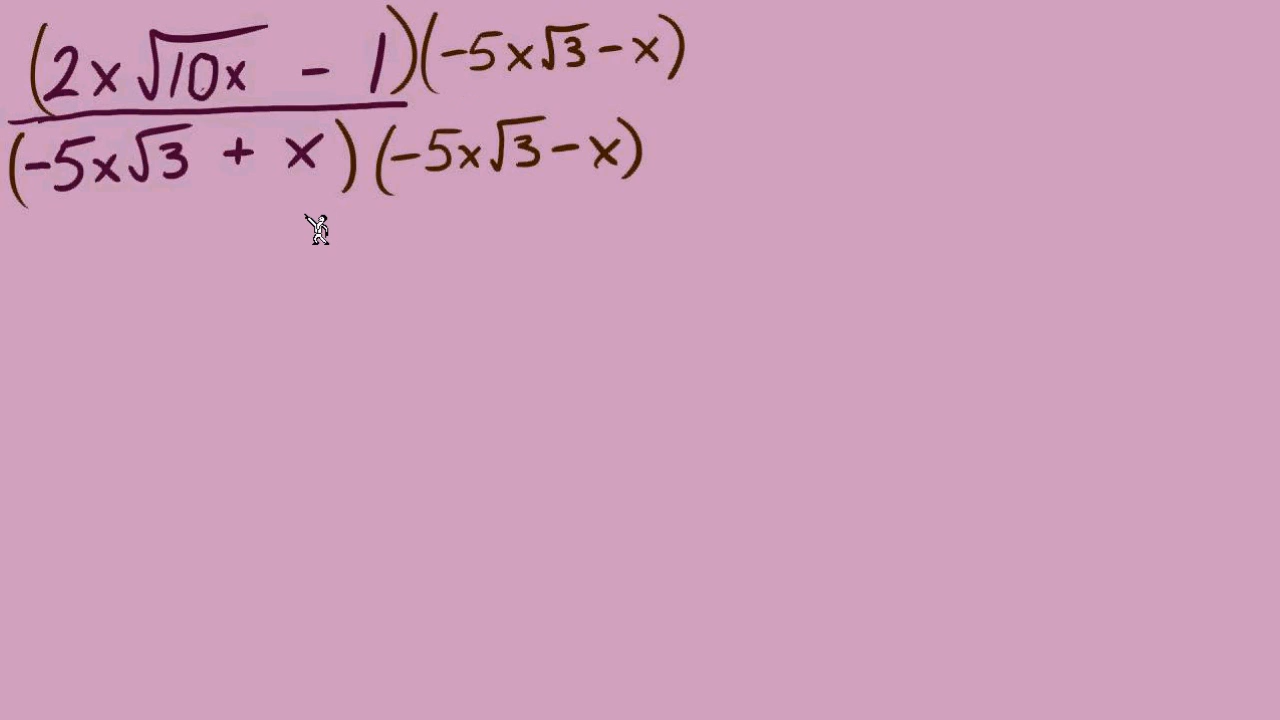 (2x√10x - 1)(-5x√3 - x)
(-5x√3 + x)(-5x√3 - x)